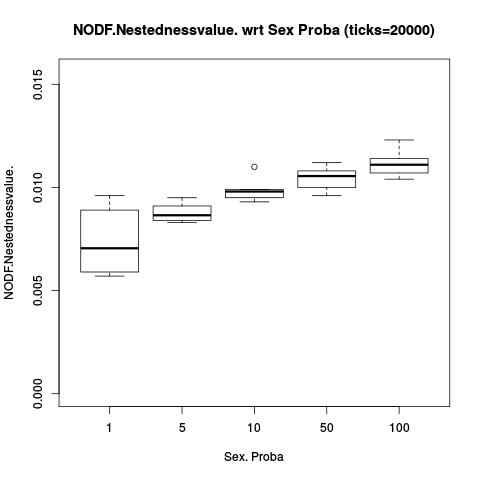 NODF.Nestednessvalue. wrt Sex Proba (ticks=20000)
0.015
0.010
0.005
0.000
NODF.Nestednessvalue.
1 5 10 50 100
Sex. Proba